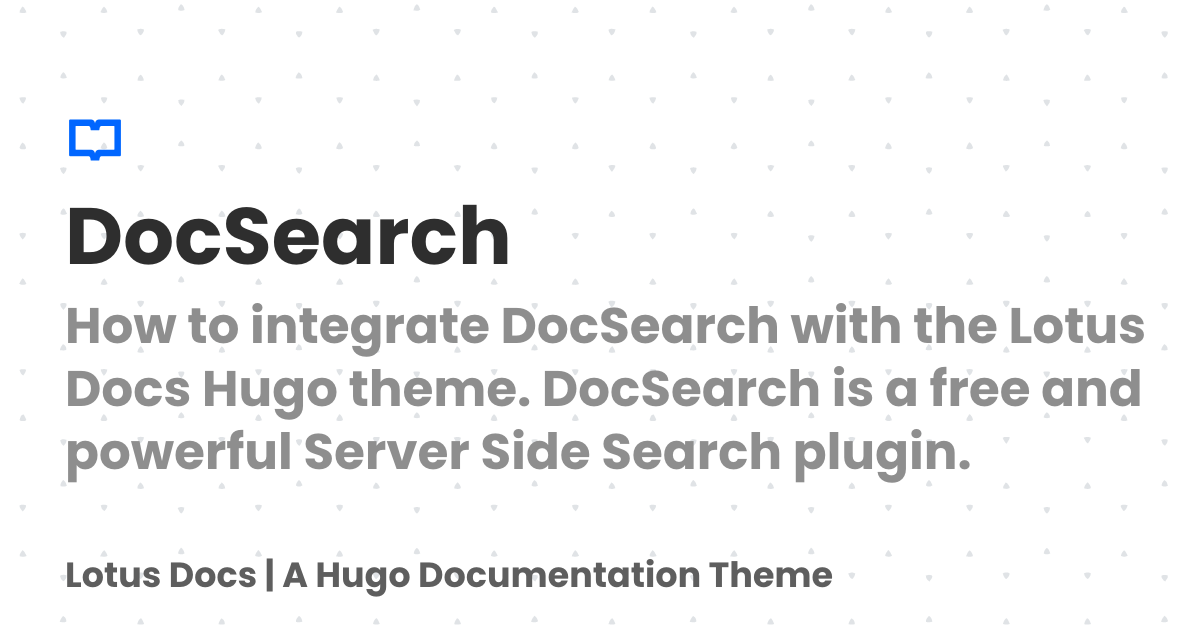 DocSearch
How to integrate DocSearch with the Lotus
Docs Hugo theme. DocSearch is a free and
powerful Server Side Search plugin.
Lotus Docs | A Hugo Documentation Theme